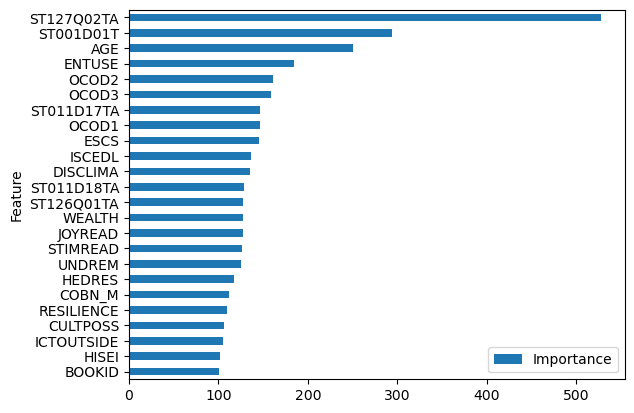 ST127Q02TA
ST001D01T
AGE
ENTUSE
OCOD2
OCOD3
ST011D17TA
OCOD1
ESCS
ISCEDL
DISCLIMA
ST011D18TA
ST126Q01TA
WEALTH
JOYREAD
STIMREAD
UNDREM
HEDRES
COBN_M
RESILIENCE
CULTPOSS
ICTOUTSIDE
HISEI
BOOKID
Feature
Importance
0 100 200 300 400 500